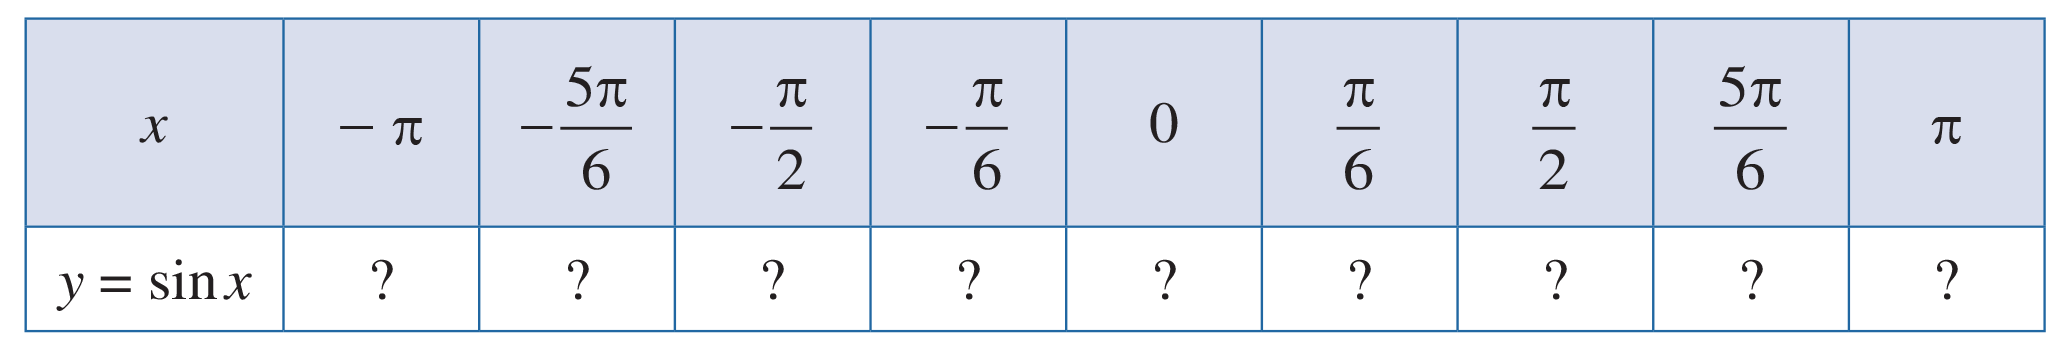 x − π −5π/6 −π/2 −π/6 0 π/6 π/2 5π/6 π
y = sin x ? ? ? ? ? ? ? ? ?